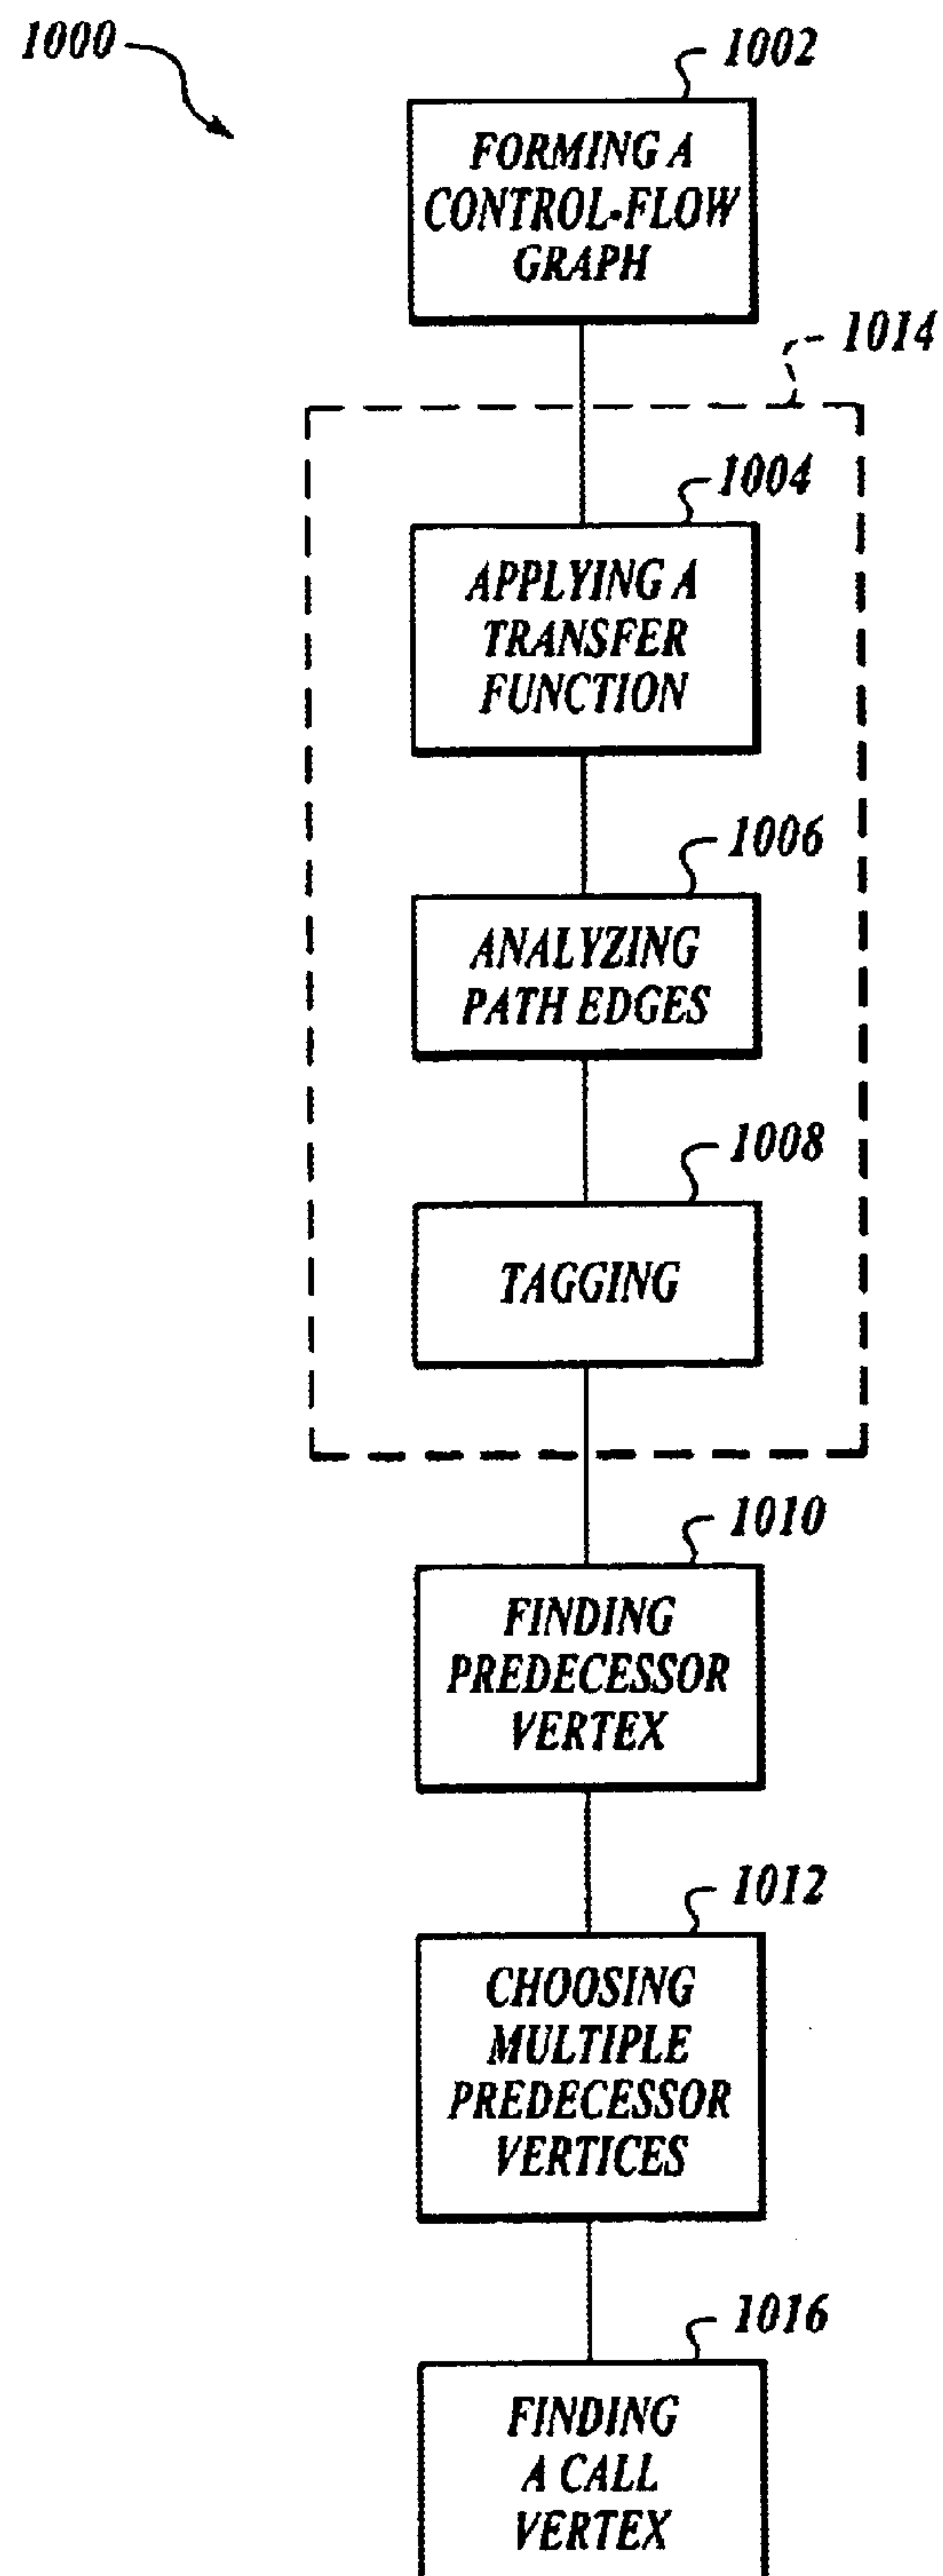 1000
1002
FORMING A
CONTROL-FLOW
GRAPH
1014
1004
APPLYING A
TRANSFER
FUNCTION
1006
ANALYZING
PATH EDGES
1008
TAGGING
1010
FINDING
PREDECESSOR
VERTEX
1012
CHOOSING
MULTIPLE
PREDECESSOR
VERTICES
1016
FINDING
A CALL
VERTEX